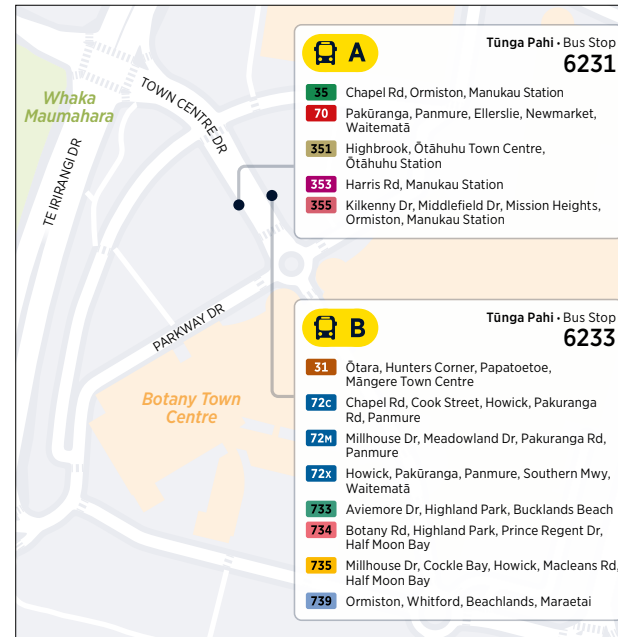 Whaka
Maumahara
TOWN CENTRE DR
TE IRIRANGI DR
PARKWAY DR
Botany Town
Centre
A
Tūnga Pahi • Bus Stop
6231
35 Chapel Rd, Ormiston, Manukau Station
70 Pakūranga, Panmure, Ellerslie, Newmarket,
Waitematā
351 Highbrook, Ōtāhuhu Town Centre,
Ōtāhuhu Station
353 Harris Rd, Manukau Station
355 Kilkenny Dr, Middlefield Dr, Mission Heights,
Ormiston, Manukau Station
B
Tūnga Pahi • Bus Stop
6233
31 Ōtara, Hunters Corner, Papatoetoe,
Māngere Town Centre
72C Chapel Rd, Cook Street, Howick, Pakuranga
Rd, Panmure
72M Millhouse Dr, Meadowland Dr, Pakuranga Rd,
Panmure
72X Howick, Pakūranga, Panmure, Southern Mwy,
Waitematā
733 Aviemore Dr, Highland Park, Bucklands Beach
734 Botany Rd, Highland Park, Prince Regent Dr,
Half Moon Bay
735 Millhouse Dr, Cockle Bay, Howick, Macleans Rd,
Half Moon Bay
739 Ormiston, Whitford, Beachlands, Maraetai